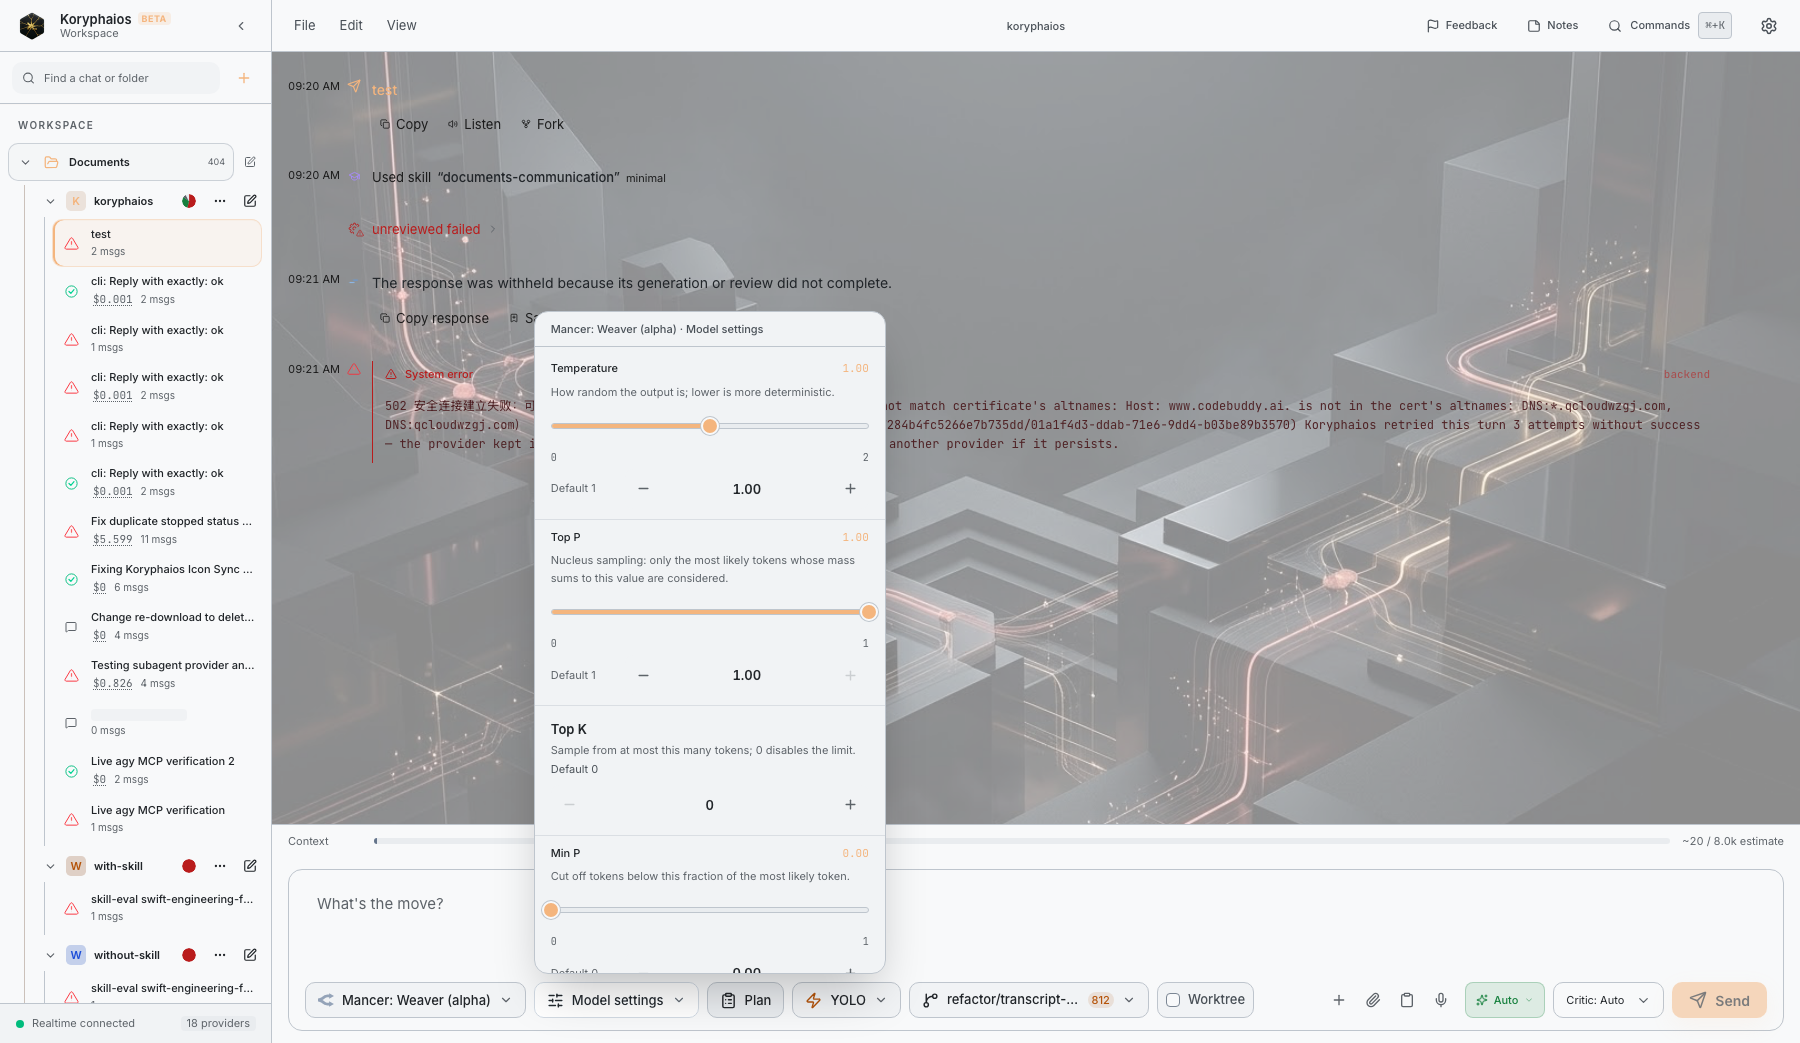 Koryphaios BETA
Workspace
Find a chat or folder
WORKSPACE
Documents 404
K koryphaios
test
2 msgs
cli: Reply with exactly: ok
$0.001 2 msgs
cli: Reply with exactly: ok
1 msgs
cli: Reply with exactly: ok
$0.001 2 msgs
cli: Reply with exactly: ok
1 msgs
cli: Reply with exactly: ok
$0.001 2 msgs
Fix duplicate stopped status ...
$5.599 11 msgs
Fixing Koryphaios Icon Sync ...
$0 6 msgs
Change re-download to delet...
$0 4 msgs
Testing subagent provider an...
$0.826 4 msgs
0 msgs
Live agy MCP verification 2
$0 2 msgs
Live agy MCP verification
1 msgs
W with-skill
skill-eval swift-engineering-f...
1 msgs
W without-skill
skill-eval swift-engineering-f...
Realtime connected 18 providers
File Edit View
koryphaios
Feedback Notes Commands ⌘+K
09:20 AM test
Copy Listen Fork
09:20 AM Used skill “documents-communication” minimal
unreviewed failed
09:21 AM The response was withheld because its generation or review did not complete.
Copy response
09:21 AM System error backend
502 安全连接建立失败: not match certificate's altnames: Host: www.codebuddy.ai. is not in the cert's altnames: DNS:*.qcloudwzgj.com,
DNS:qcloudwzgj.com) 284b4fc5266e7b735dd/01a1f4d3-ddab-71e6-9dd4-b03be89b3570) Koryphaios retried this turn 3 attempts without success
— the provider kept another provider if it persists.
Mancer: Weaver (alpha) · Model settings
Temperature 1.00
How random the output is; lower is more deterministic.
0 2
Default 1 − 1.00 +
Top P 1.00
Nucleus sampling: only the most likely tokens whose mass
sums to this value are considered.
0 1
Default 1 − 1.00 +
Top K
Sample from at most this many tokens; 0 disables the limit.
Default 0
− 0 +
Min P 0.00
Cut off tokens below this fraction of the most likely token.
0 1
Default 0 0.00 +
Context ~20 / 8.0k estimate
What's the move?
Mancer: Weaver (alpha) Model settings Plan YOLO refactor/transcript-... 812 Worktree Auto Critic: Auto Send